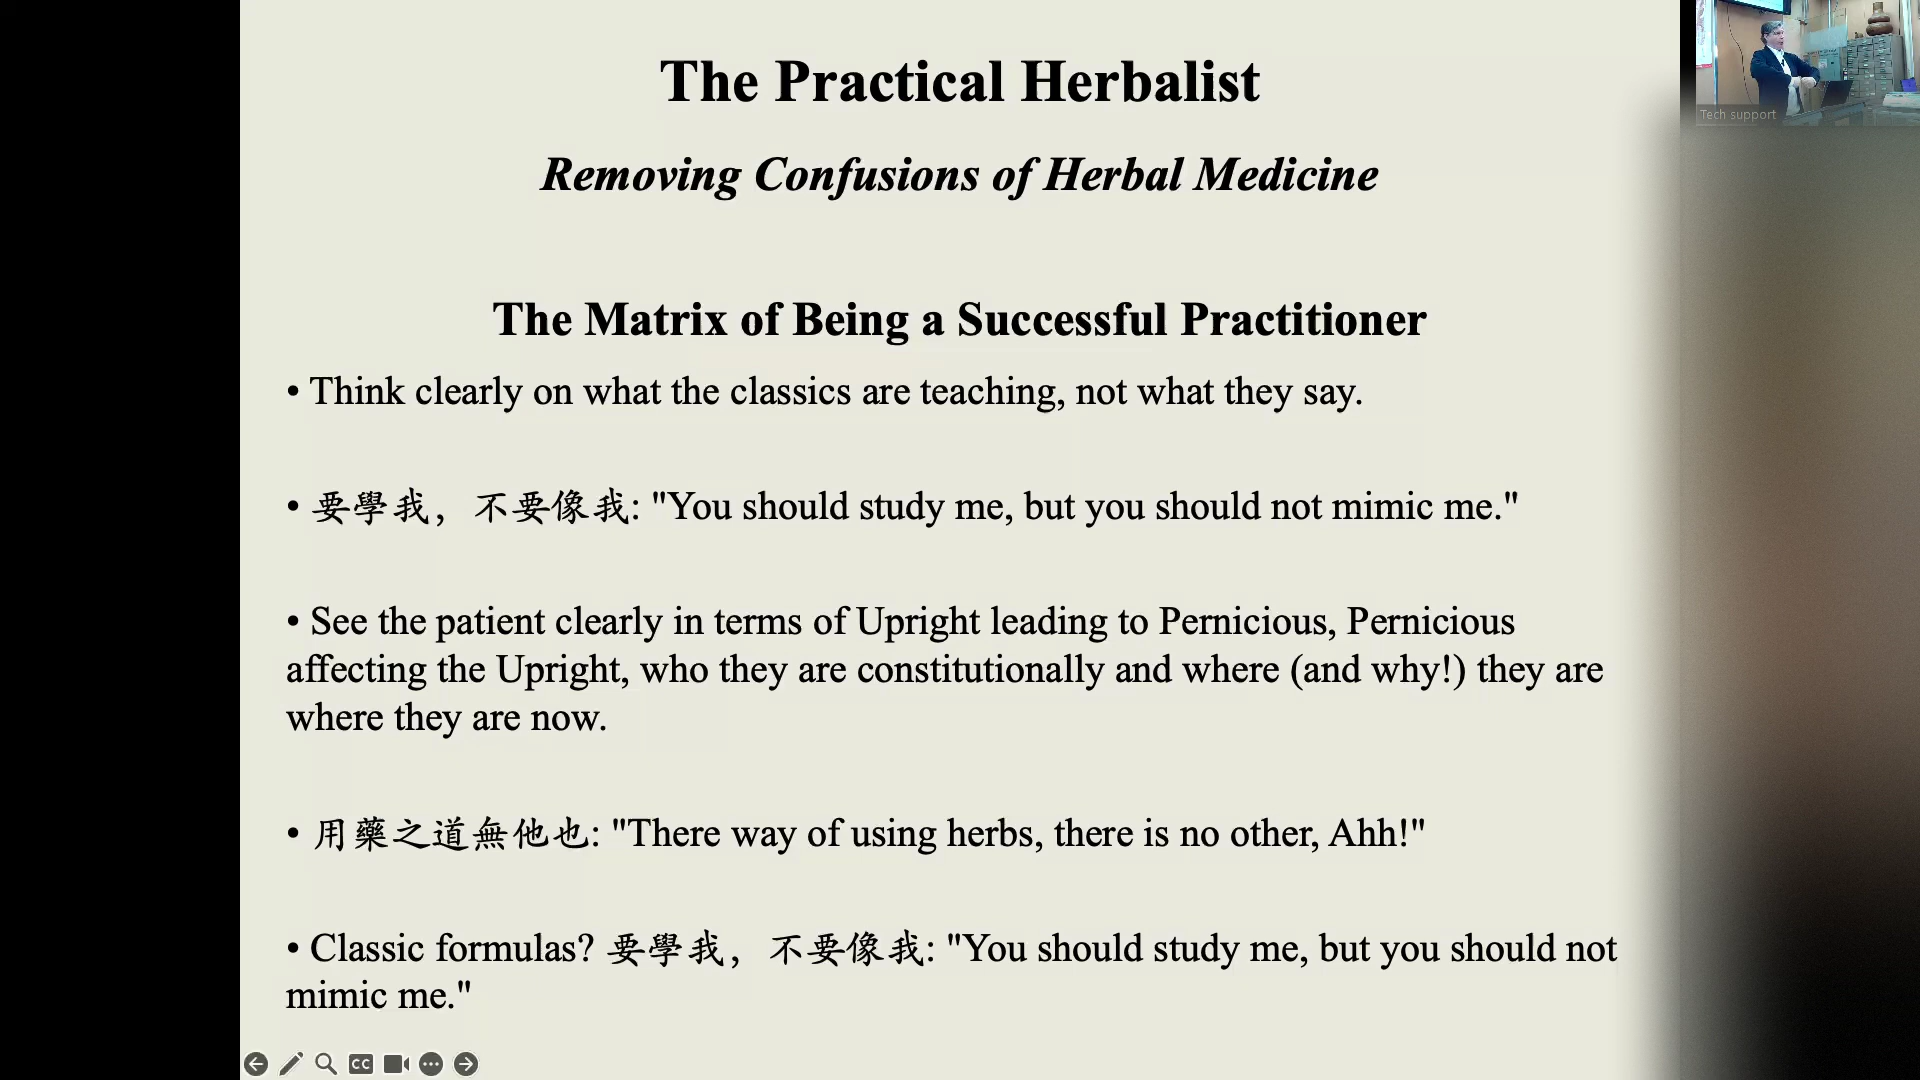 The Practical Herbalist
Removing Confusions of Herbal Medicine
The Matrix of Being a Successful Practitioner
• Think clearly on what the classics are teaching, not what they say.
• 要學我，不要像我: "You should study me, but you should not mimic me."
• See the patient clearly in terms of Upright leading to Pernicious, Pernicious
affecting the Upright, who they are constitutionally and where (and why!) they are
where they are now.
• 用藥之道無他也: "There way of using herbs, there is no other, Ahh!"
• Classic formulas? 要學我，不要像我: "You should study me, but you should not
mimic me."
Tech support
CC